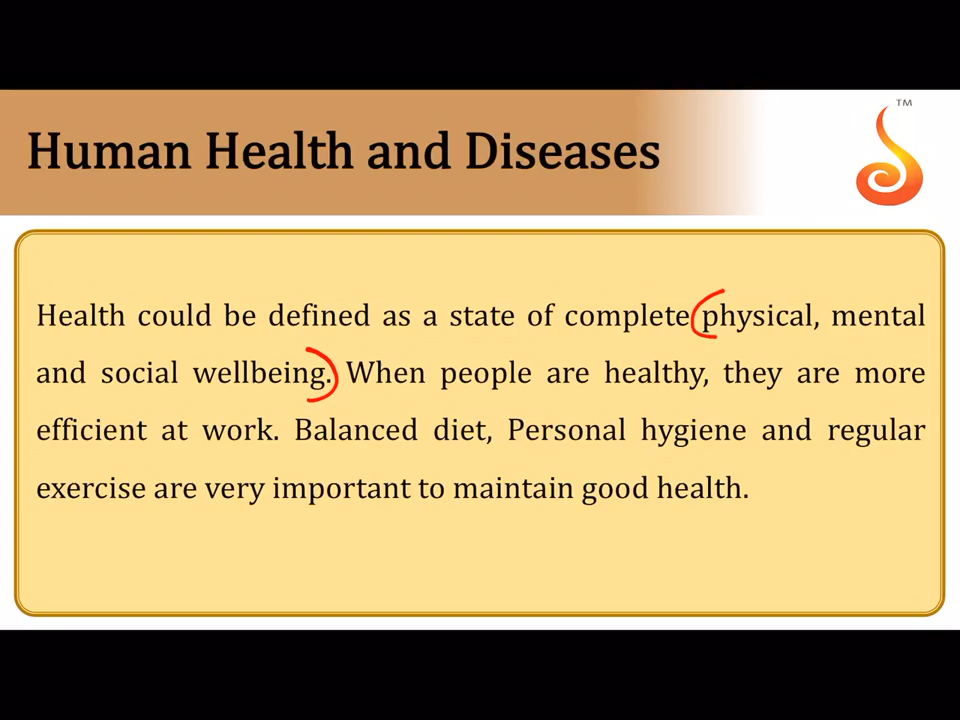 TM
Human Health and Diseases
Health could be defined as a state of complete physical, mental
and social wellbeing. When people are healthy, they are more
efficient at work. Balanced diet, Personal hygiene and regular
exercise are very important to maintain good health.